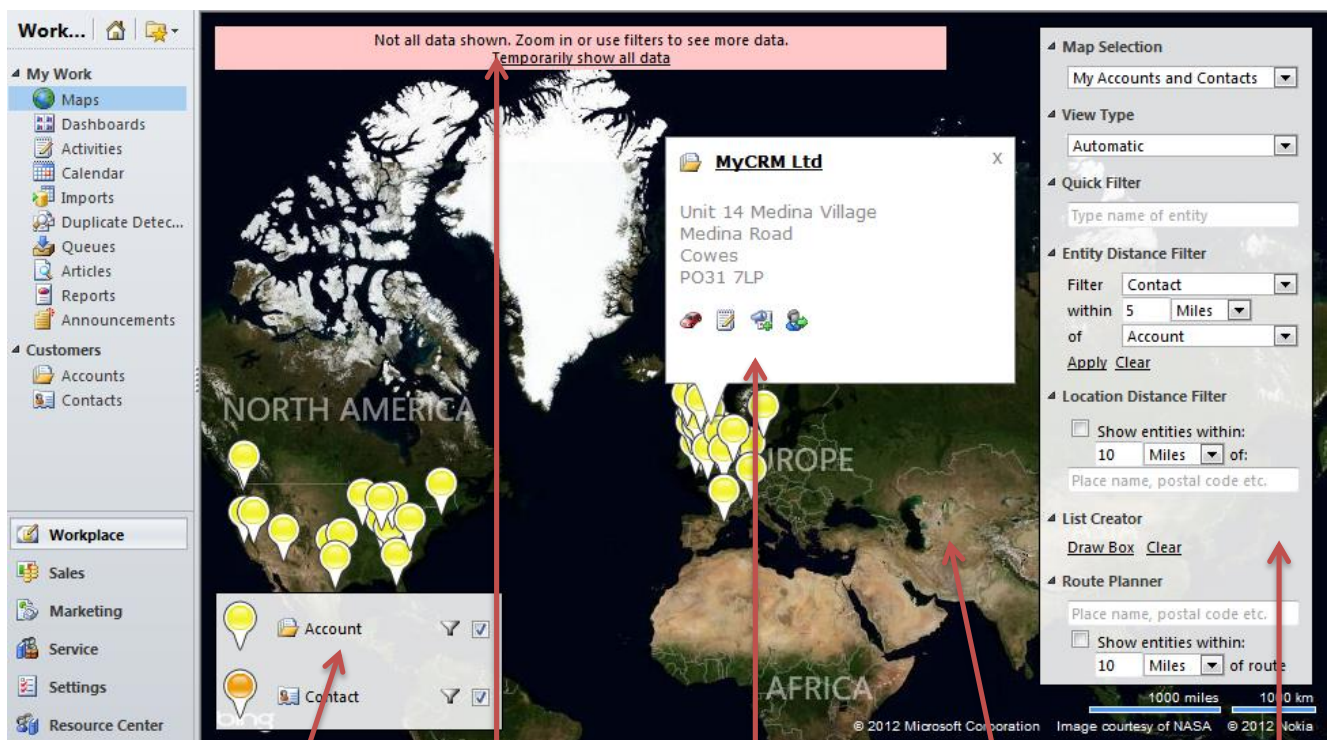 Work...
My Work
Maps
Dashboards
Activities
Calendar
Imports
Duplicate Detec...
Queues
Articles
Reports
Announcements
Customers
Accounts
Contacts
Workplace
Sales
Marketing
Service
Settings
Resource Center
Not all data shown. Zoom in or use filters to see more data.
Temporarily show all data
MyCRM Ltd
X
Unit 14 Medina Village
Medina Road
Cowes
PO31 7LP
NORTH AMERICA
EUROPE
AFRICA
Account
Contact
bing
Map Selection
My Accounts and Contacts
View Type
Automatic
Quick Filter
Type name of entity
Entity Distance Filter
Filter Contact
within 5 Miles
of Account
Apply Clear
Location Distance Filter
Show entities within:
10 Miles of:
Place name, postal code etc.
List Creator
Draw Box Clear
Route Planner
Place name, postal code etc.
Show entities within:
10 Miles of route
1000 miles 1000 km
© 2012 Microsoft Corporation Image courtesy of NASA © 2012 Nokia